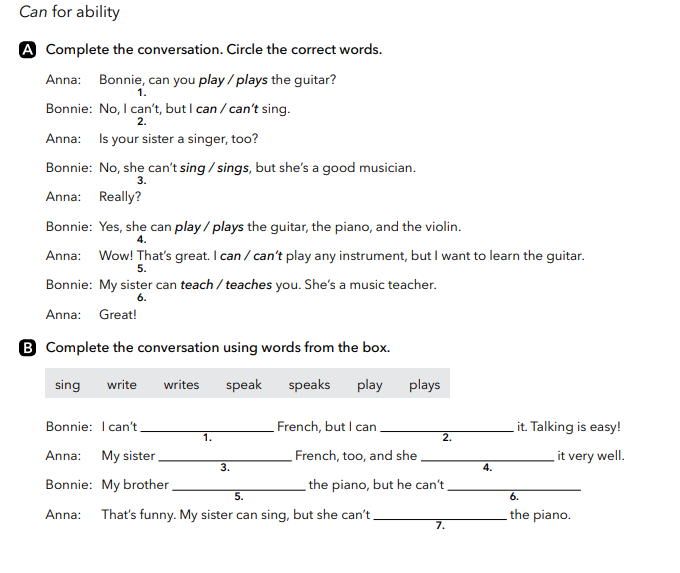 Can for ability
A Complete the conversation. Circle the correct words.
Anna: Bonnie, can you play / plays the guitar?
1.
Bonnie: No, I can't, but I can / can't sing.
2.
Anna: Is your sister a singer, too?
Bonnie: No, she can't sing / sings, but she's a good musician.
3.
Anna: Really?
Bonnie: Yes, she can play / plays the guitar, the piano, and the violin.
4.
Anna: Wow! That's great. I can / can't play any instrument, but I want to learn the guitar.
5.
Bonnie: My sister can teach / teaches you. She's a music teacher.
6.
Anna: Great!
B Complete the conversation using words from the box.
sing write writes speak speaks play plays
Bonnie: I can't ____________ French, but I can ____________ it. Talking is easy!
1. 2.
Anna: My sister ____________ French, too, and she ____________ it very well.
3. 4.
Bonnie: My brother ____________ the piano, but he can't ____________
5. 6.
Anna: That's funny. My sister can sing, but she can't ____________ the piano.
7.